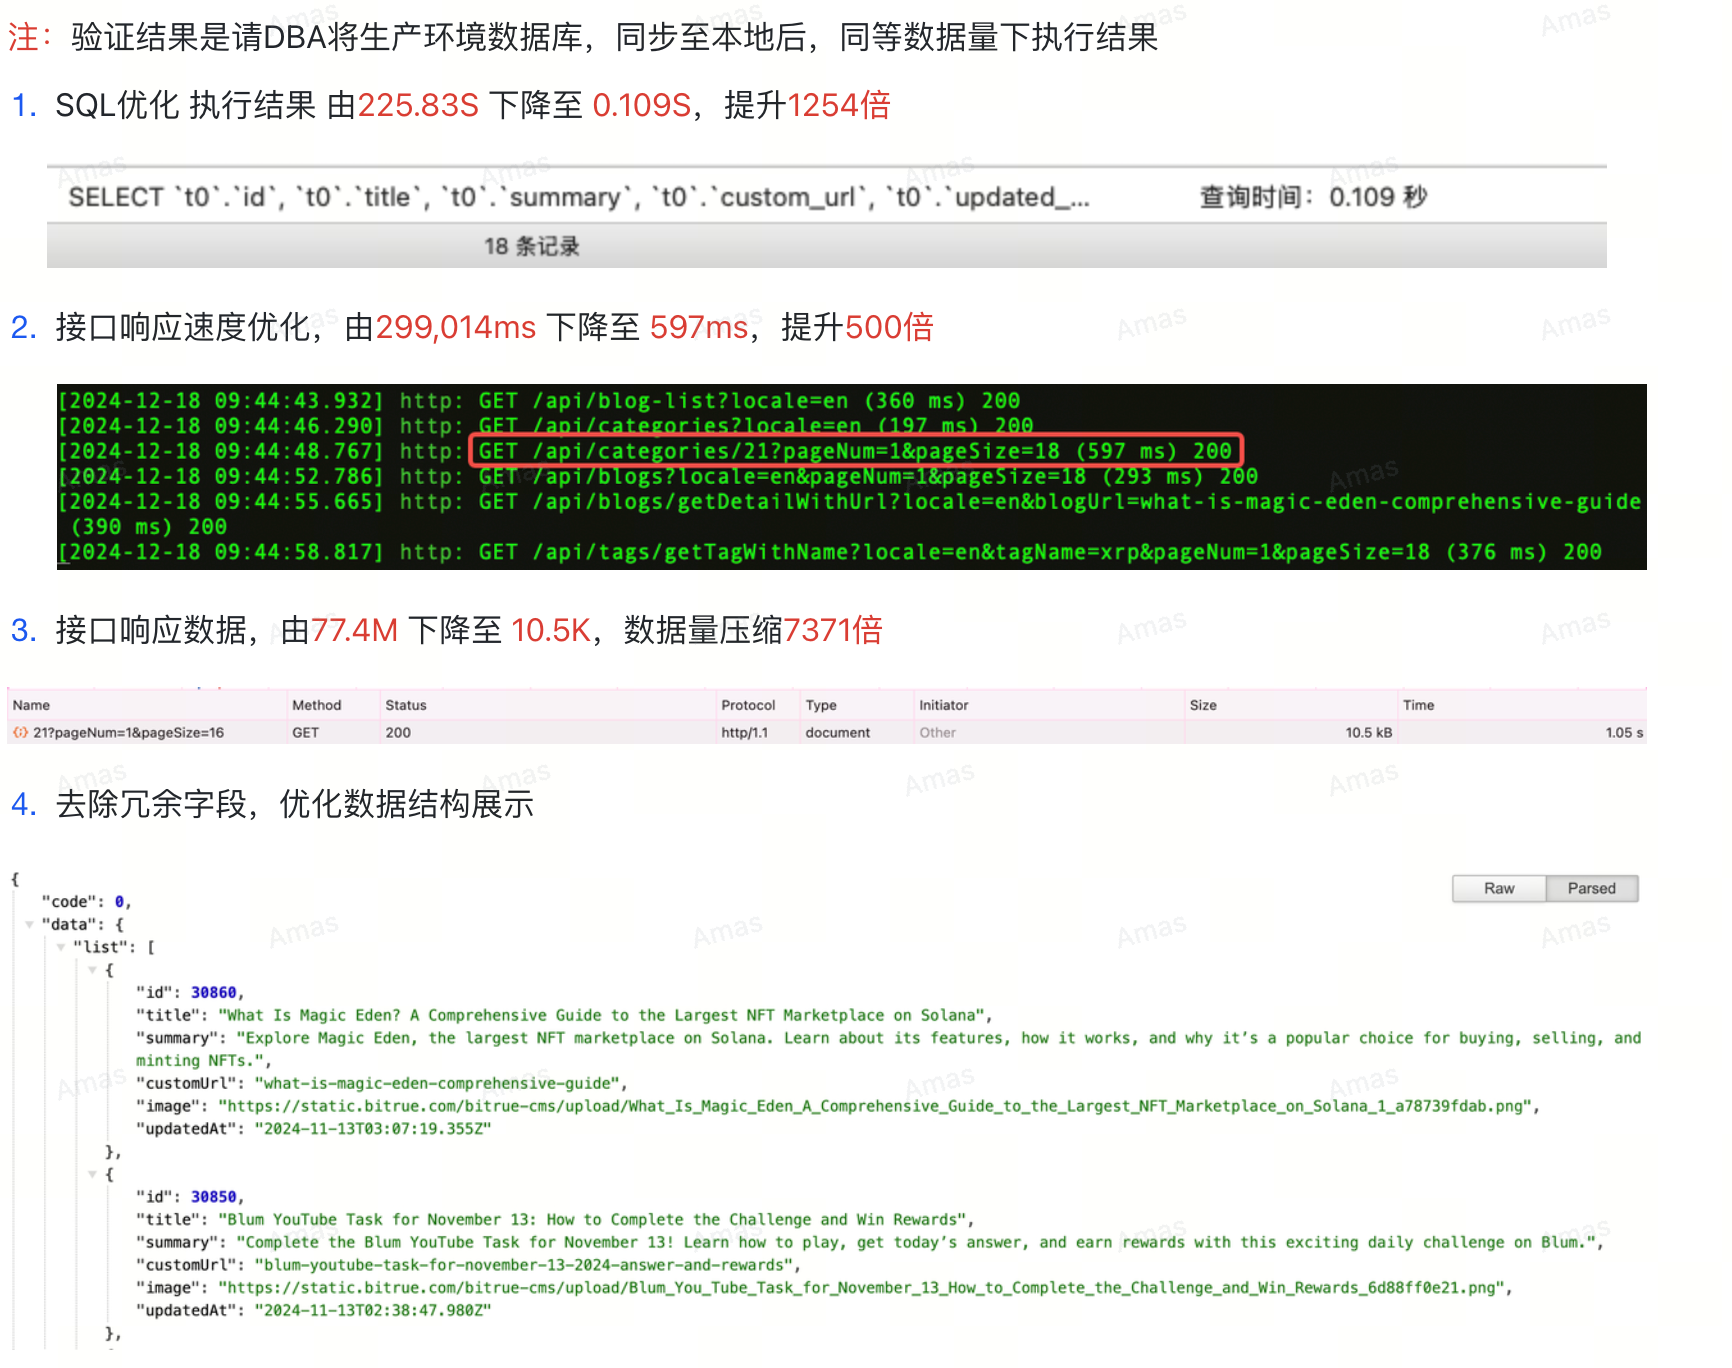 注：验证结果是请DBA将生产环境数据库，同步至本地后，同等数据量下执行结果
1. SQL优化 执行结果 由225.83S 下降至 0.109S，提升1254倍
SELECT `t0`.`id`, `t0`.`title`, `t0`.`summary`, `t0`.`custom_url`, `t0`.`updated_... 查询时间：0.109 秒
18 条记录
2. 接口响应速度优化，由299,014ms 下降至 597ms，提升500倍
[2024-12-18 09:44:43.932] http: GET /api/blog-list?locale=en (360 ms) 200
[2024-12-18 09:44:46.290] http: GET /api/categories?locale=en (197 ms) 200
[2024-12-18 09:44:48.767] http: GET /api/categories/21?pageNum=1&pageSize=18 (597 ms) 200
[2024-12-18 09:44:52.786] http: GET /api/blogs?locale=en&pageNum=1&pageSize=18 (293 ms) 200
[2024-12-18 09:44:55.665] http: GET /api/blogs/getDetailWithUrl?locale=en&blogUrl=what-is-magic-eden-comprehensive-guide
(390 ms) 200
[2024-12-18 09:44:58.817] http: GET /api/tags/getTagWithName?locale=en&tagName=xrp&pageNum=1&pageSize=18 (376 ms) 200
3. 接口响应数据，由77.4M 下降至 10.5K，数据量压缩7371倍
Name Method Status Protocol Type Initiator Size Time
21?pageNum=1&pageSize=16 GET 200 http/1.1 document Other 10.5 kB 1.05 s
4. 去除冗余字段，优化数据结构展示
Raw Parsed
{
"code": 0,
"data": {
"list": [
{
"id": 30860,
"title": "What Is Magic Eden? A Comprehensive Guide to the Largest NFT Marketplace on Solana",
"summary": "Explore Magic Eden, the largest NFT marketplace on Solana. Learn about its features, how it works, and why it’s a popular choice for buying, selling, and
minting NFTs.",
"customUrl": "what-is-magic-eden-comprehensive-guide",
"image": "https://static.bitrue.com/bitrue-cms/upload/What_Is_Magic_Eden_A_Comprehensive_Guide_to_the_Largest_NFT_Marketplace_on_Solana_1_a78739fdab.png",
"updatedAt": "2024-11-13T03:07:19.355Z"
},
{
"id": 30850,
"title": "Blum YouTube Task for November 13: How to Complete the Challenge and Win Rewards",
"summary": "Complete the Blum YouTube Task for November 13! Learn how to play, get today’s answer, and earn rewards with this exciting daily challenge on Blum.",
"customUrl": "blum-youtube-task-for-november-13-2024-answer-and-rewards",
"image": "https://static.bitrue.com/bitrue-cms/upload/Blum_You_Tube_Task_for_November_13_How_to_Complete_the_Challenge_and_Win_Rewards_6d88ff0e21.png",
"updatedAt": "2024-11-13T02:38:47.980Z"
},
Amas